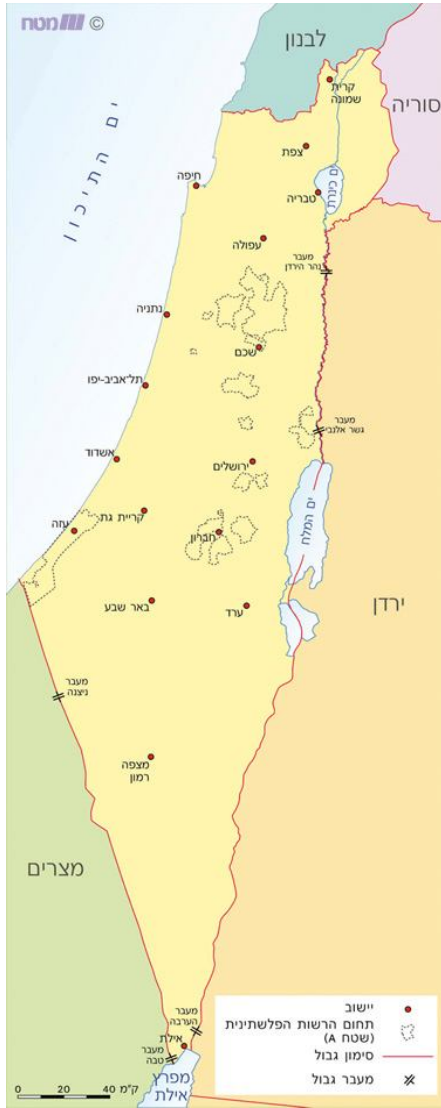 © מטח
לבנון
סוריה
ים התיכון
קרית
שמונה
צפת
חיפה
ים כינרת
טבריה
עפולה
מעבר
נהר הירדן
נתניה
שכם
תל־אביב-יפו
מעבר
גשר אלנבי
אשדוד
ירושלים
ים המלח
קריית גת
עזה
חברון
באר שבע
ערד
ירדן
מעבר
ניצנה
מצפה
רמון
מצרים
מעבר
הערבה
אילת
מעבר
טבה
מפרץ
אילת
יישוב
תחום הרשות הפלשתינית
(שטח A)
סימון גבול
מעבר גבול
0 20 40 ק"מ